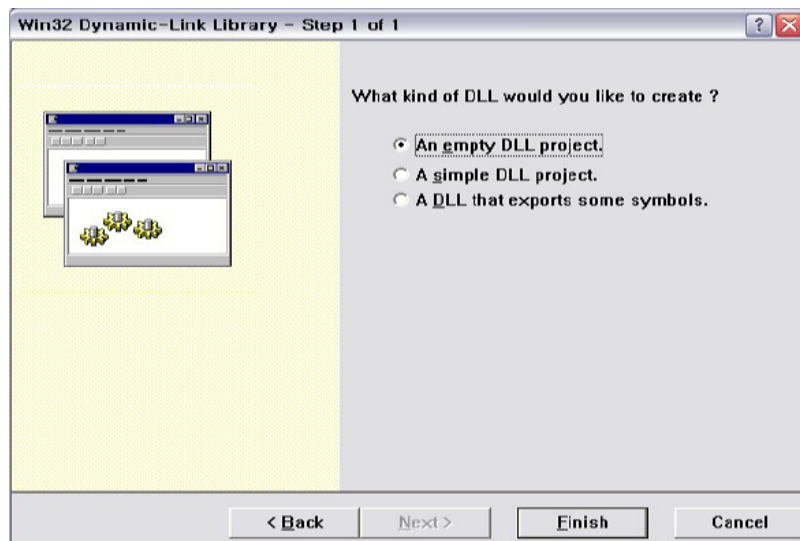 Win32 Dynamic-Link Library - Step 1 of 1
What kind of DLL would you like to create ?
An empty DLL project.
A simple DLL project.
A DLL that exports some symbols.
< Back
Next >
Finish
Cancel